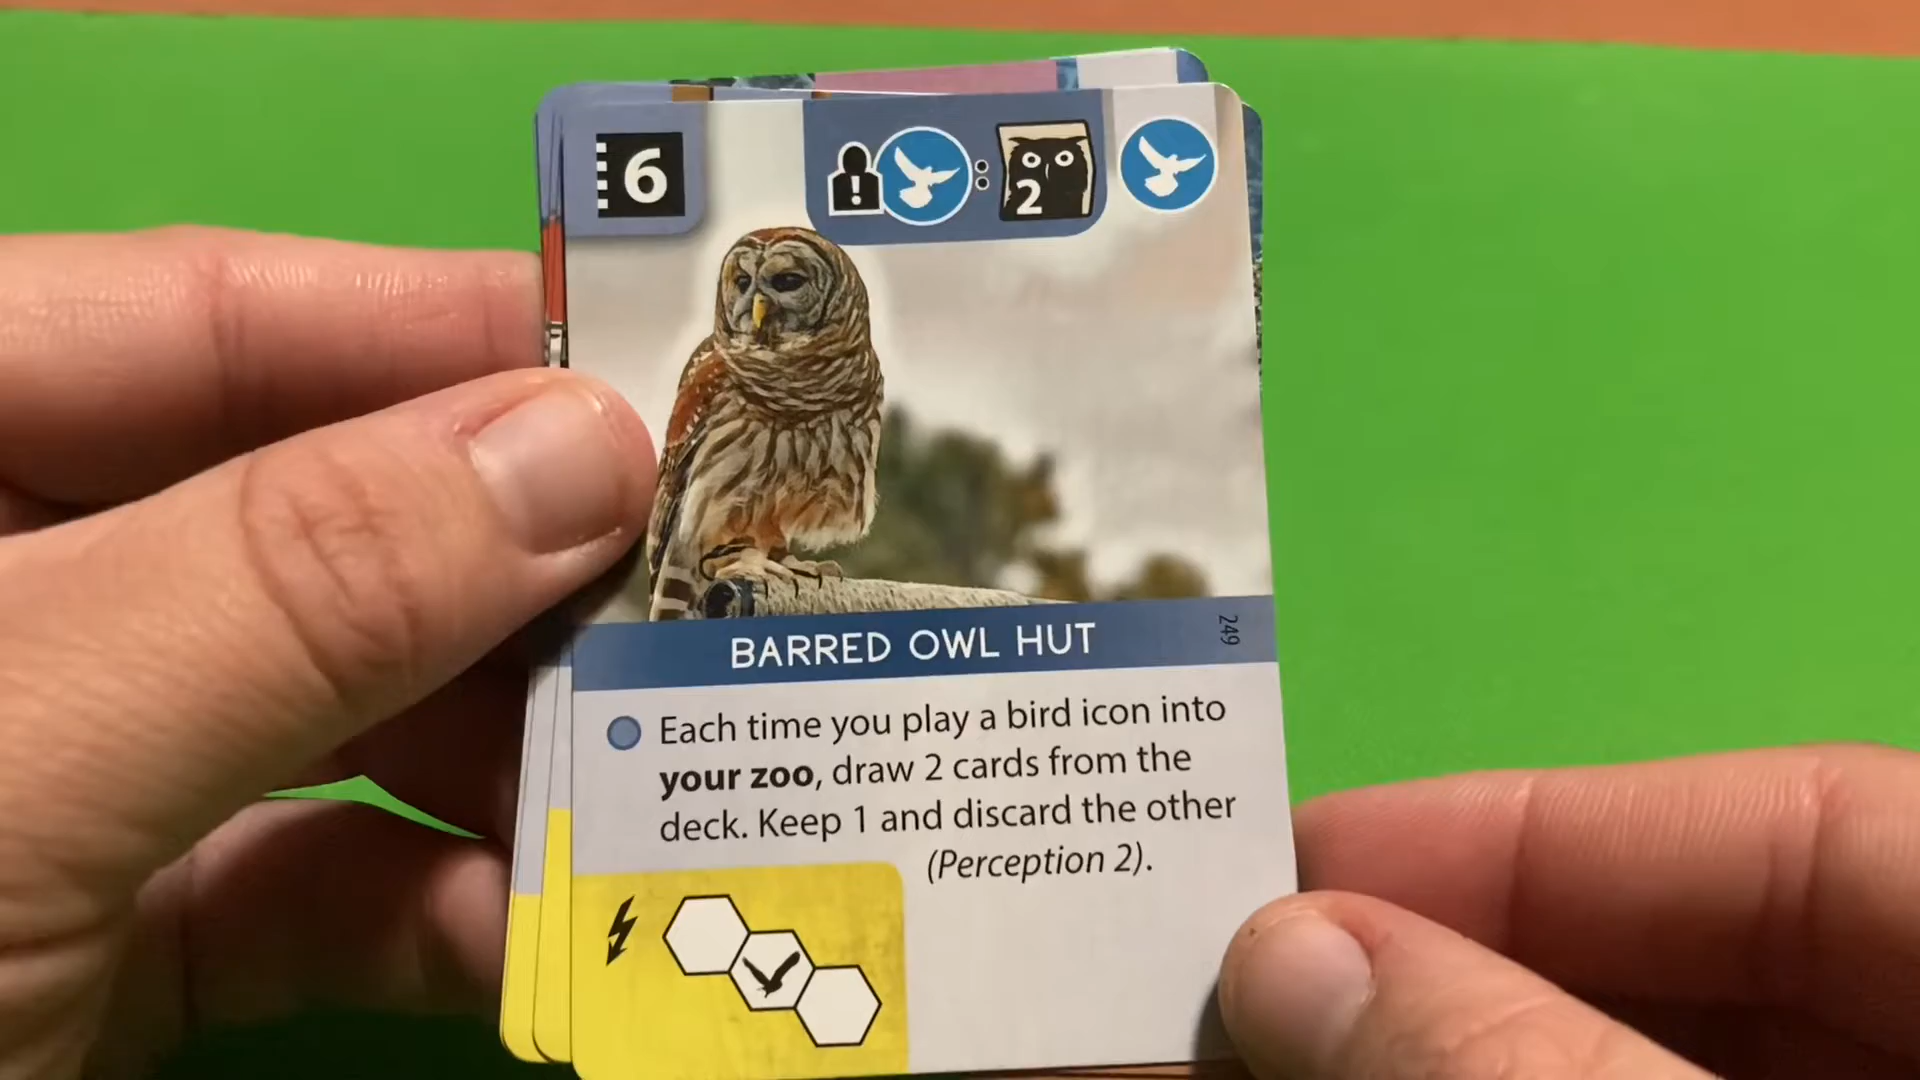 6
!
2
BARRED OWL HUT
249
Each time you play a bird icon into
your zoo, draw 2 cards from the
deck. Keep 1 and discard the other
(Perception 2).